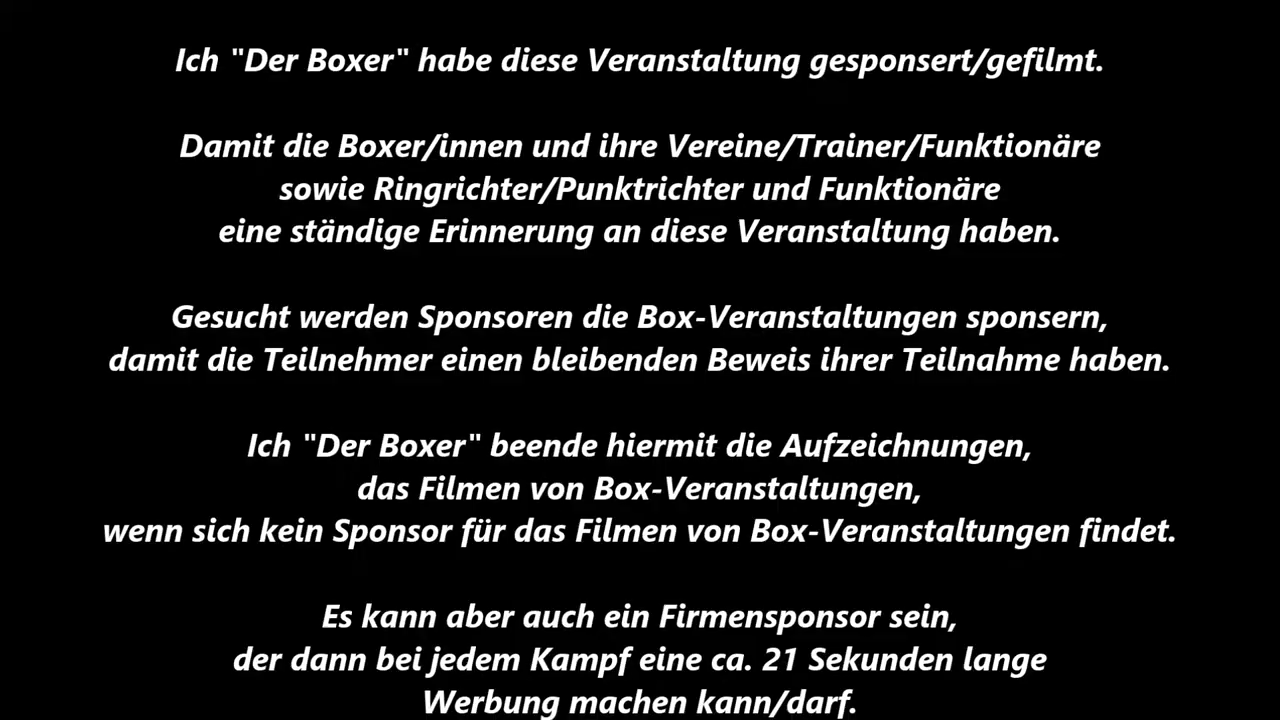 Ich "Der Boxer" habe diese Veranstaltung gesponsert/gefilmt.
Damit die Boxer/innen und ihre Vereine/Trainer/Funktionäre
sowie Ringrichter/Punktrichter und Funktionäre
eine ständige Erinnerung an diese Veranstaltung haben.
Gesucht werden Sponsoren die Box-Veranstaltungen sponsern,
damit die Teilnehmer einen bleibenden Beweis ihrer Teilnahme haben.
Ich "Der Boxer" beende hiermit die Aufzeichnungen,
das Filmen von Box-Veranstaltungen,
wenn sich kein Sponsor für das Filmen von Box-Veranstaltungen findet.
Es kann aber auch ein Firmensponsor sein,
der dann bei jedem Kampf eine ca. 21 Sekunden lange
Werbung machen kann/darf.